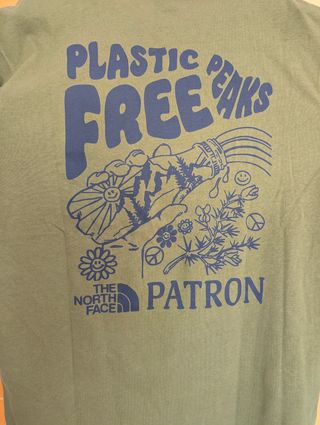 PLASTIC
FREE PEAKS
THE
NORTH
FACE
PATRON